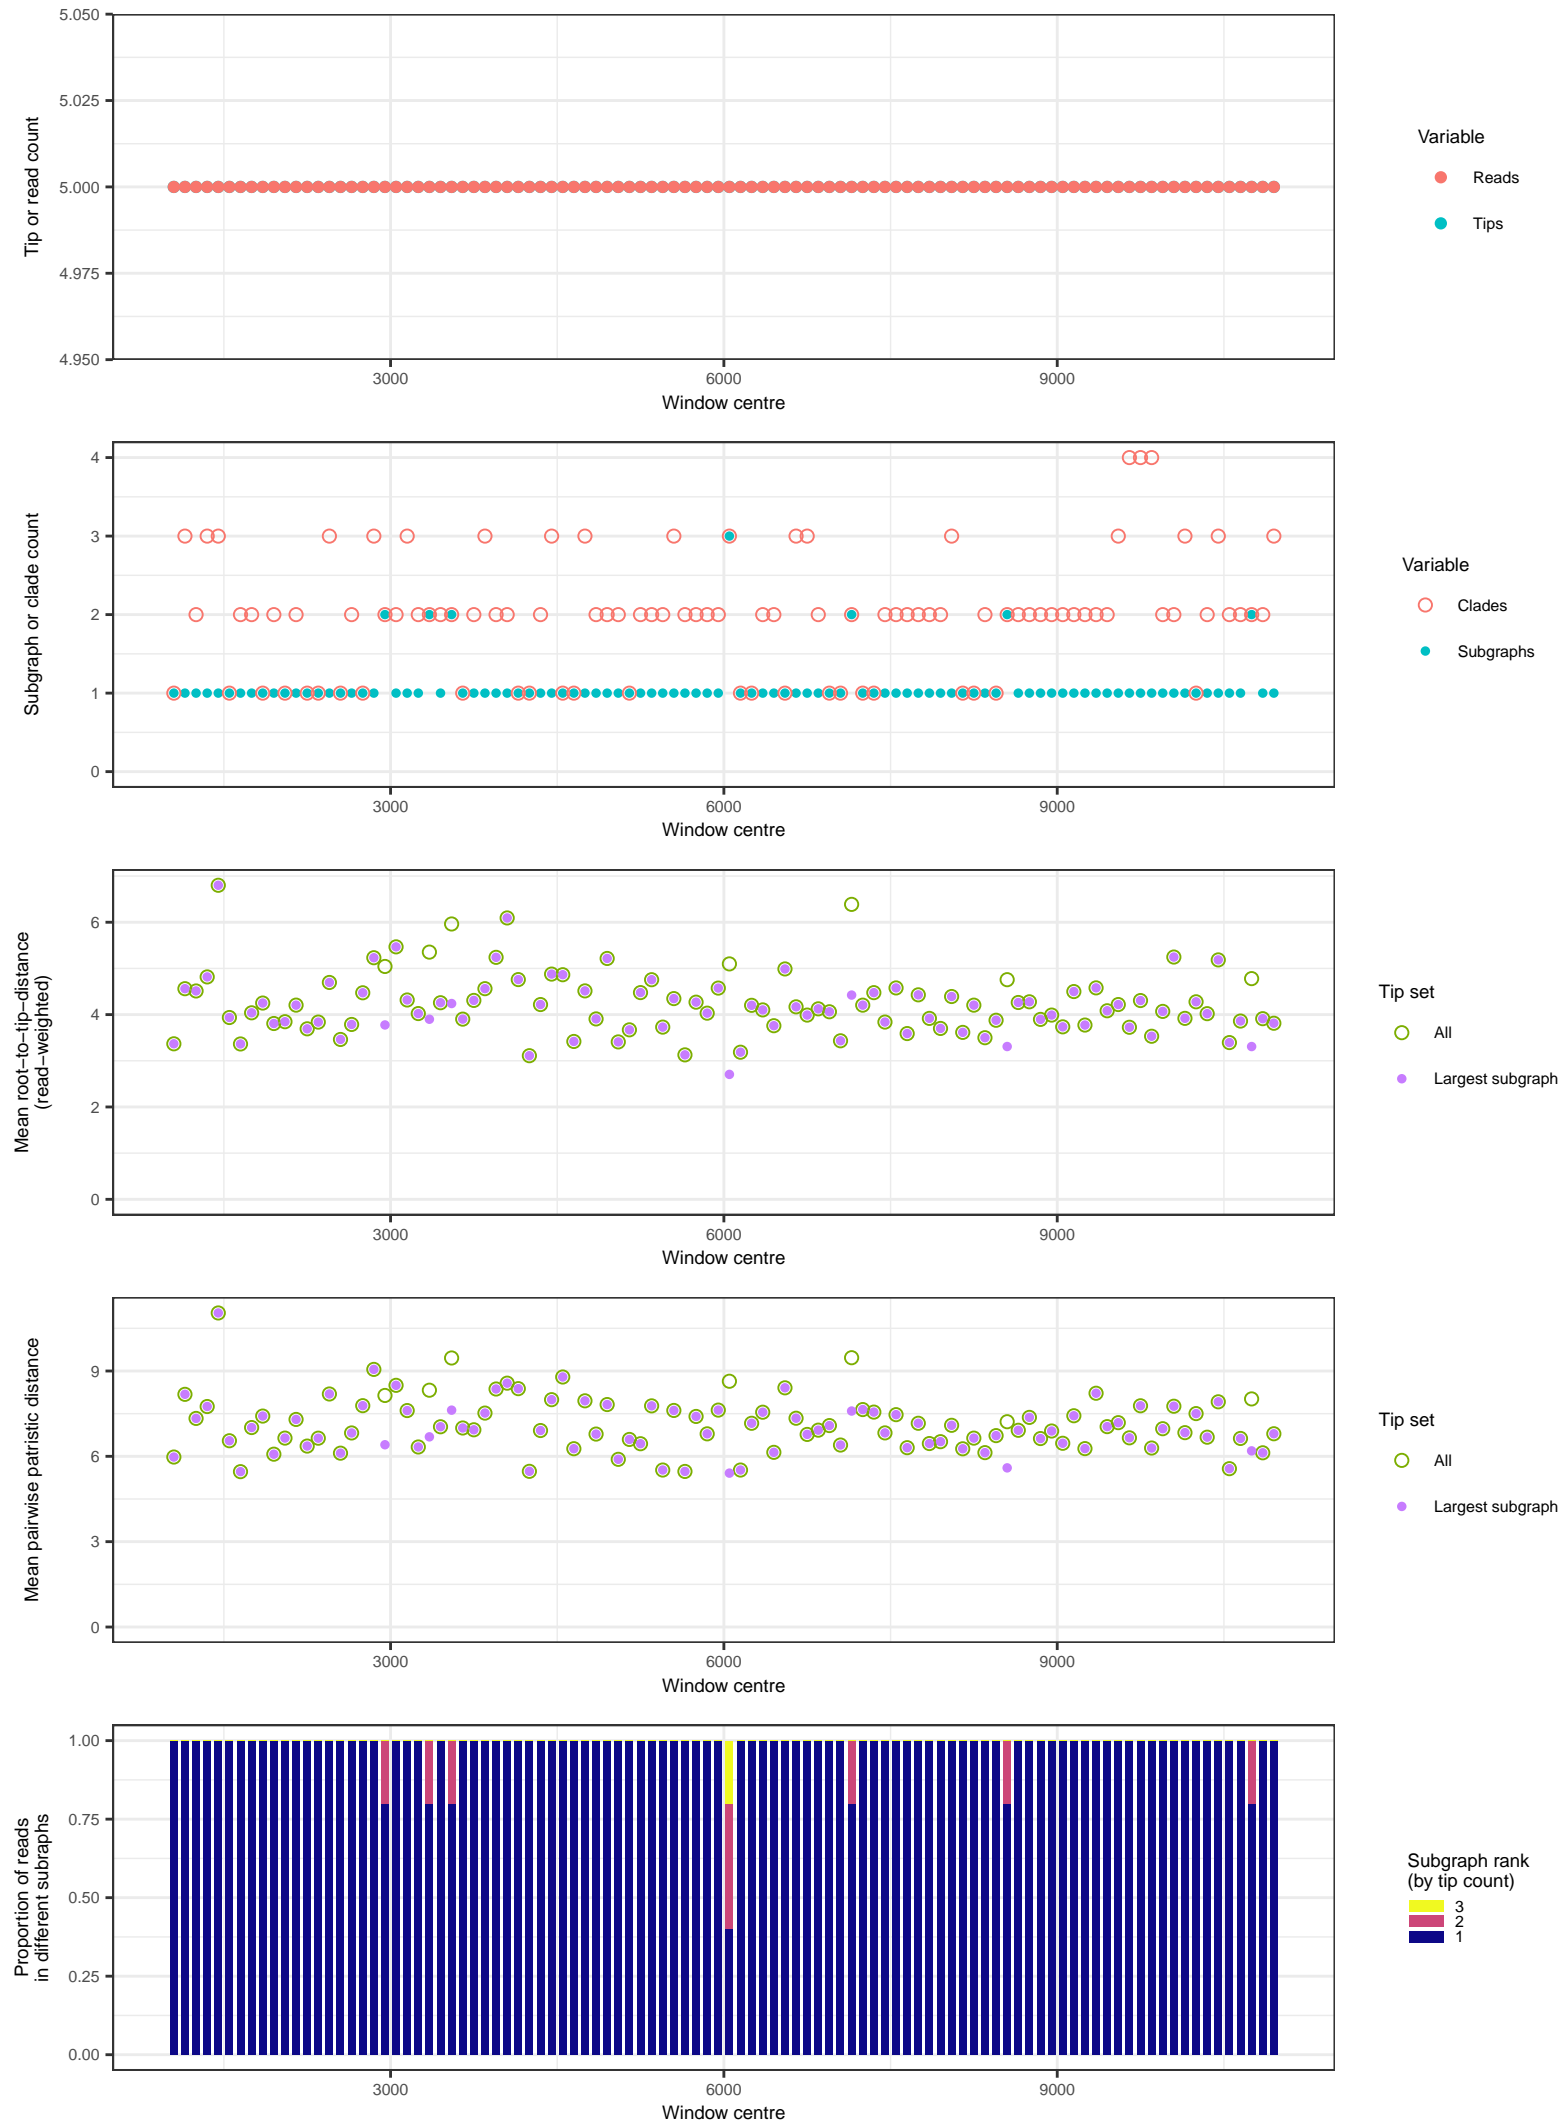 5.050
5.025
5.000
4.975
4.950
Tip or read count
3000 6000 9000
Window centre
Variable
Reads
Tips
4
3
2
1
0
Subgraph or clade count
3000 6000 9000
Window centre
Variable
Clades
Subgraphs
6
4
2
0
Mean root−to−tip−distance
(read−weighted)
3000 6000 9000
Window centre
Tip set
All
Largest subgraph
9
6
3
0
Mean pairwise patristic distance
3000 6000 9000
Window centre
Tip set
All
Largest subgraph
1.00
0.75
0.50
0.25
0.00
Proportion of reads
in different subraphs
3000 6000 9000
Window centre
Subgraph rank
(by tip count)
3
2
1